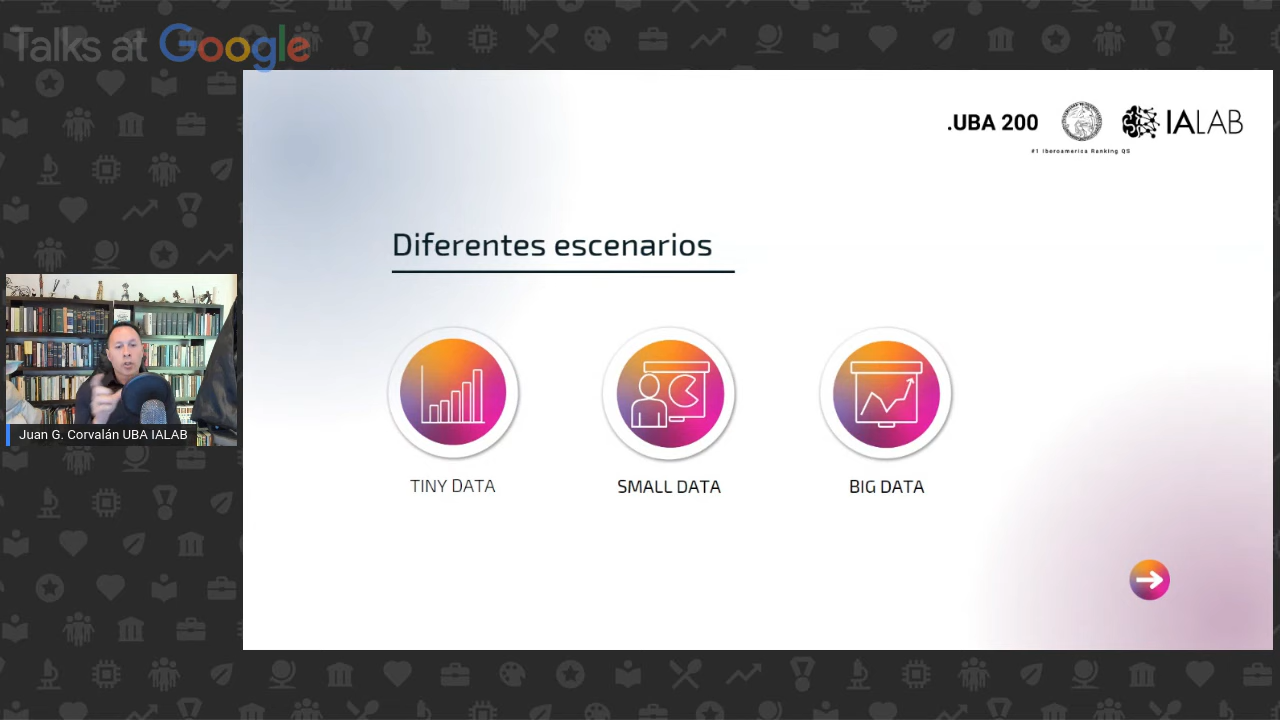 Talks at Google
.UBA 200
IALAB
#1 Iberoamerica Ranking QS
Diferentes escenarios
TINY DATA
SMALL DATA
BIG DATA
Juan G. Corvalán UBA IALAB